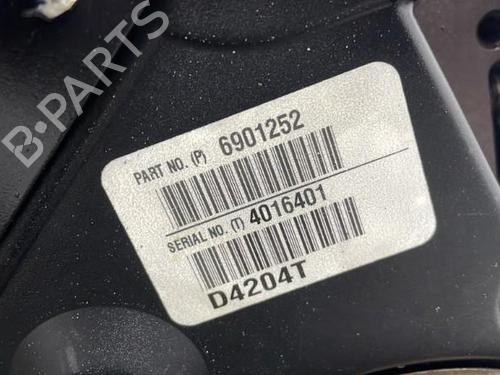 B-PARTS
PART NO. (P) 6901252
SERIAL NO. (T) 4016401
D4204T